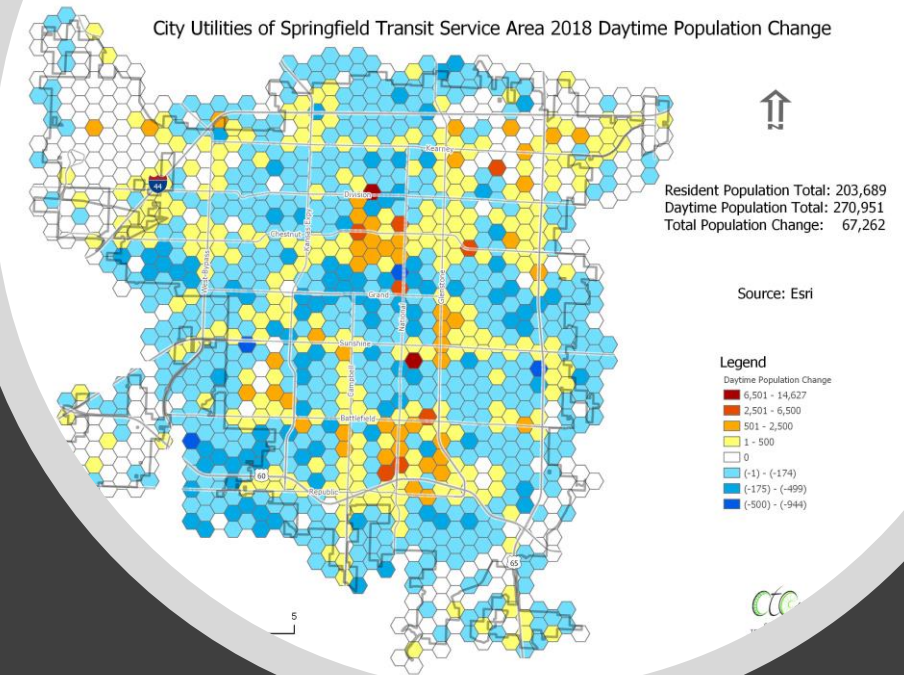 City Utilities of Springfield Transit Service Area 2018 Daytime Population Change
N
Resident Population Total: 203,689
Daytime Population Total: 270,951
Total Population Change: 67,262
Source: Esri
Legend
Daytime Population Change
6,501 - 14,627
2,501 - 6,500
501 - 2,500
1 - 500
0
(-1) - (-174)
(-175) - (-499)
(-500) - (-944)
Kearney
44
Division
Chestnut
Kansas Expy
West Bypass
Glenstone
Grand
National
Sunshine
Campbell
Battlefield
60
Republic
65
5